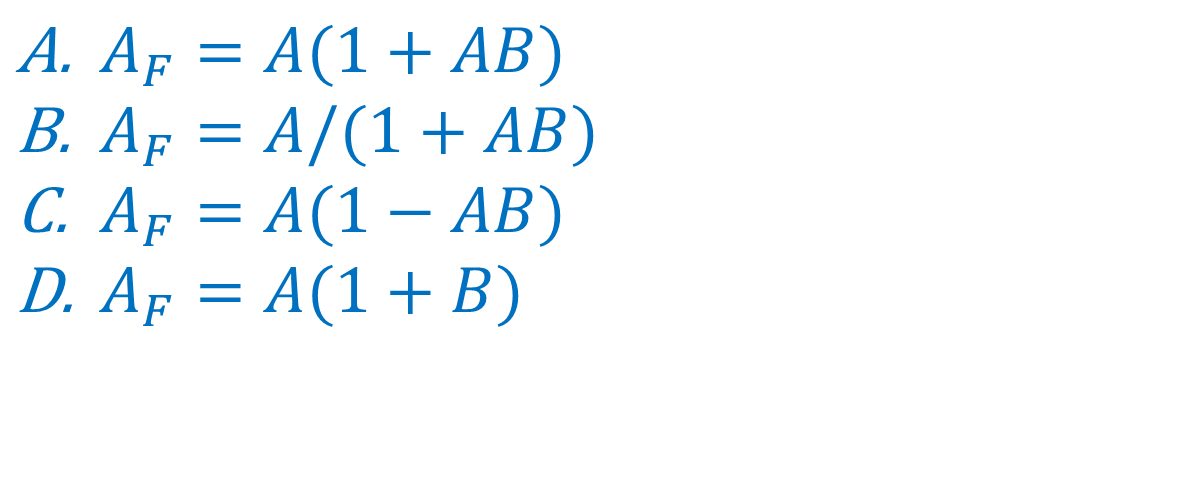 A. A_F = A(1 + AB)
B. A_F = A/(1 + AB)
C. A_F = A(1 − AB)
D. A_F = A(1 + B)